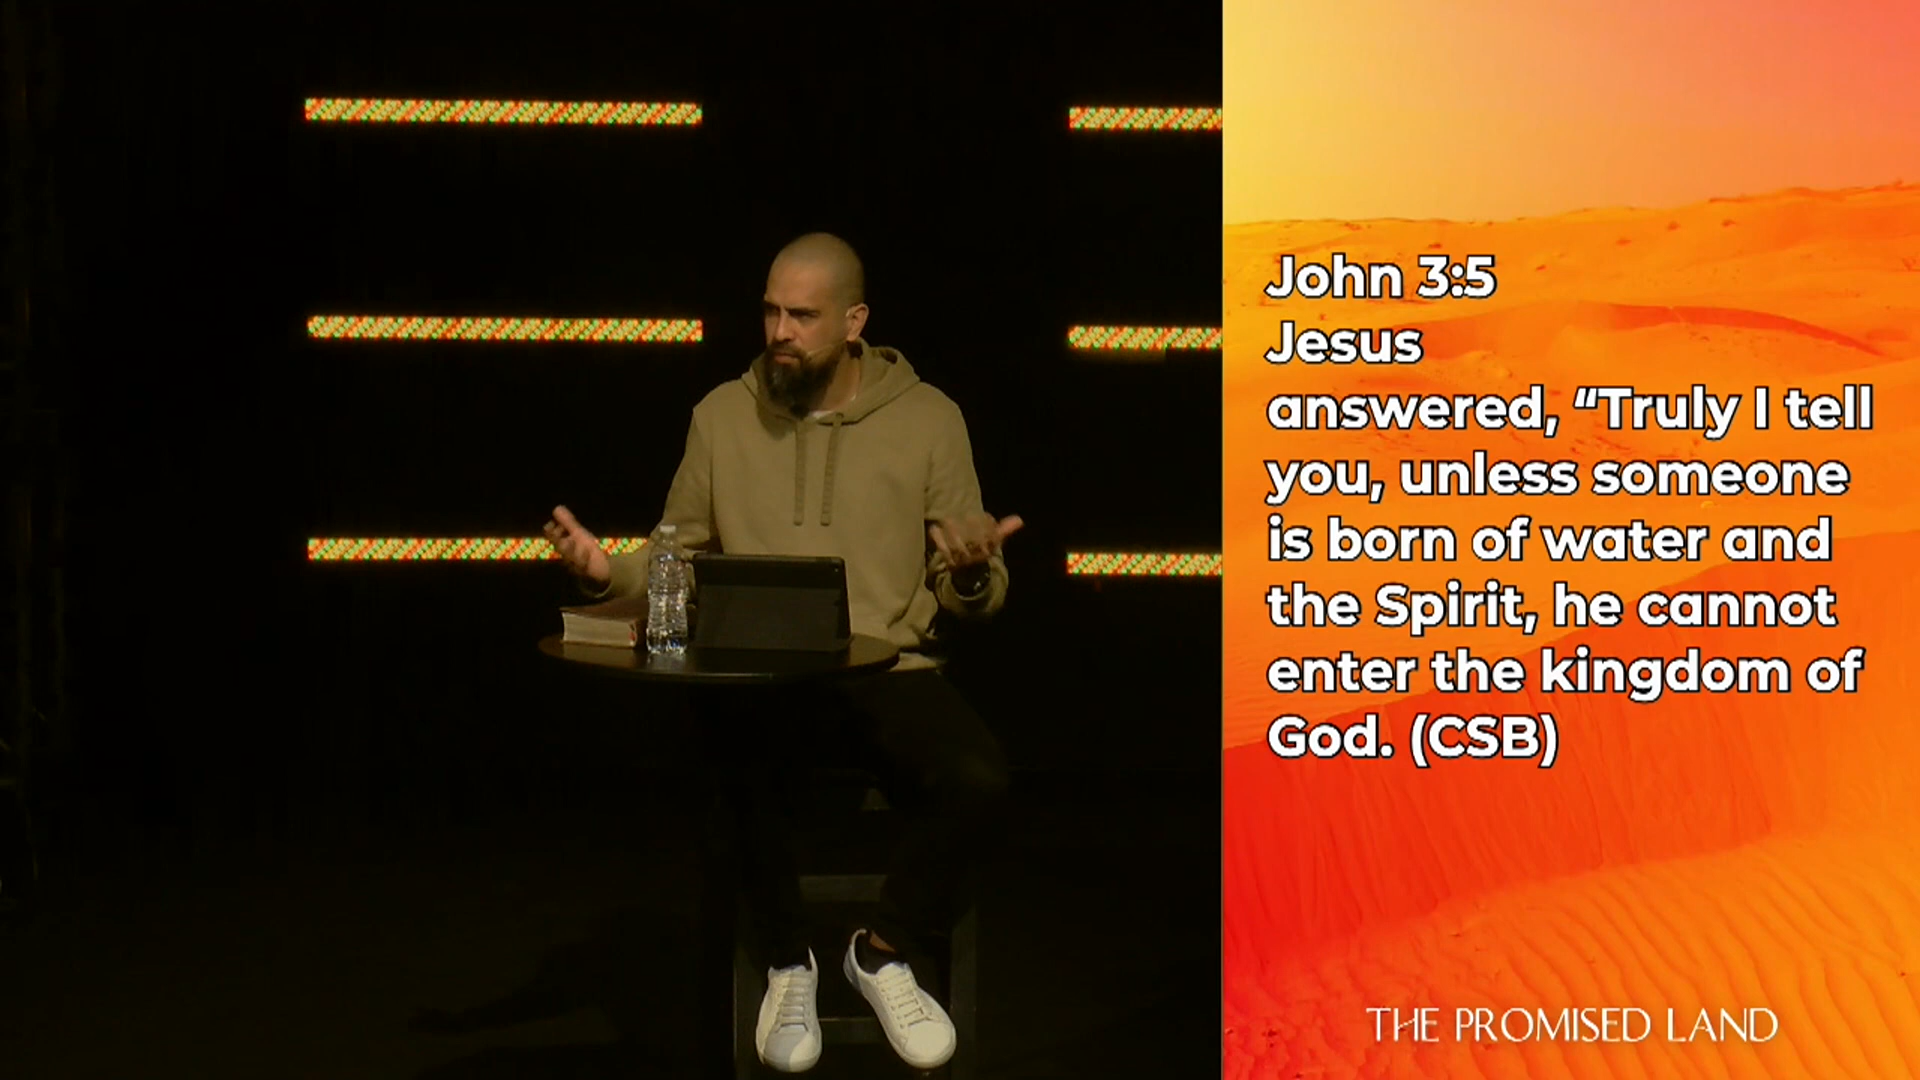 John 3:5
Jesus
answered, “Truly I tell
you, unless someone
is born of water and
the Spirit, he cannot
enter the kingdom of
God. (CSB)
THE PROMISED LAND